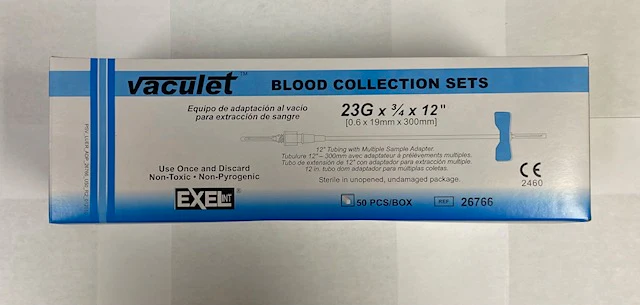 vaculet™
BLOOD COLLECTION SETS
Equipo de adaptación al vacio
para extracción de sangre
23G x ¾ x 12"
[0.6 x 19mm x 300mm]
12" Tubing with Multiple Sample Adapter.
Tubulure 12"–300mm avec adaptateur à prélèvements multiples.
Tubo de extensión de 12" con adaptador para extracción multiple.
12 in. tubo dom adaptador para multiplas coletas.
Use Once and Discard
Non-Toxic • Non-Pyrogenic
Sterile in unopened, undamaged package.
CE
2460
EXEL INT
50 PCS/BOX
REF 26766